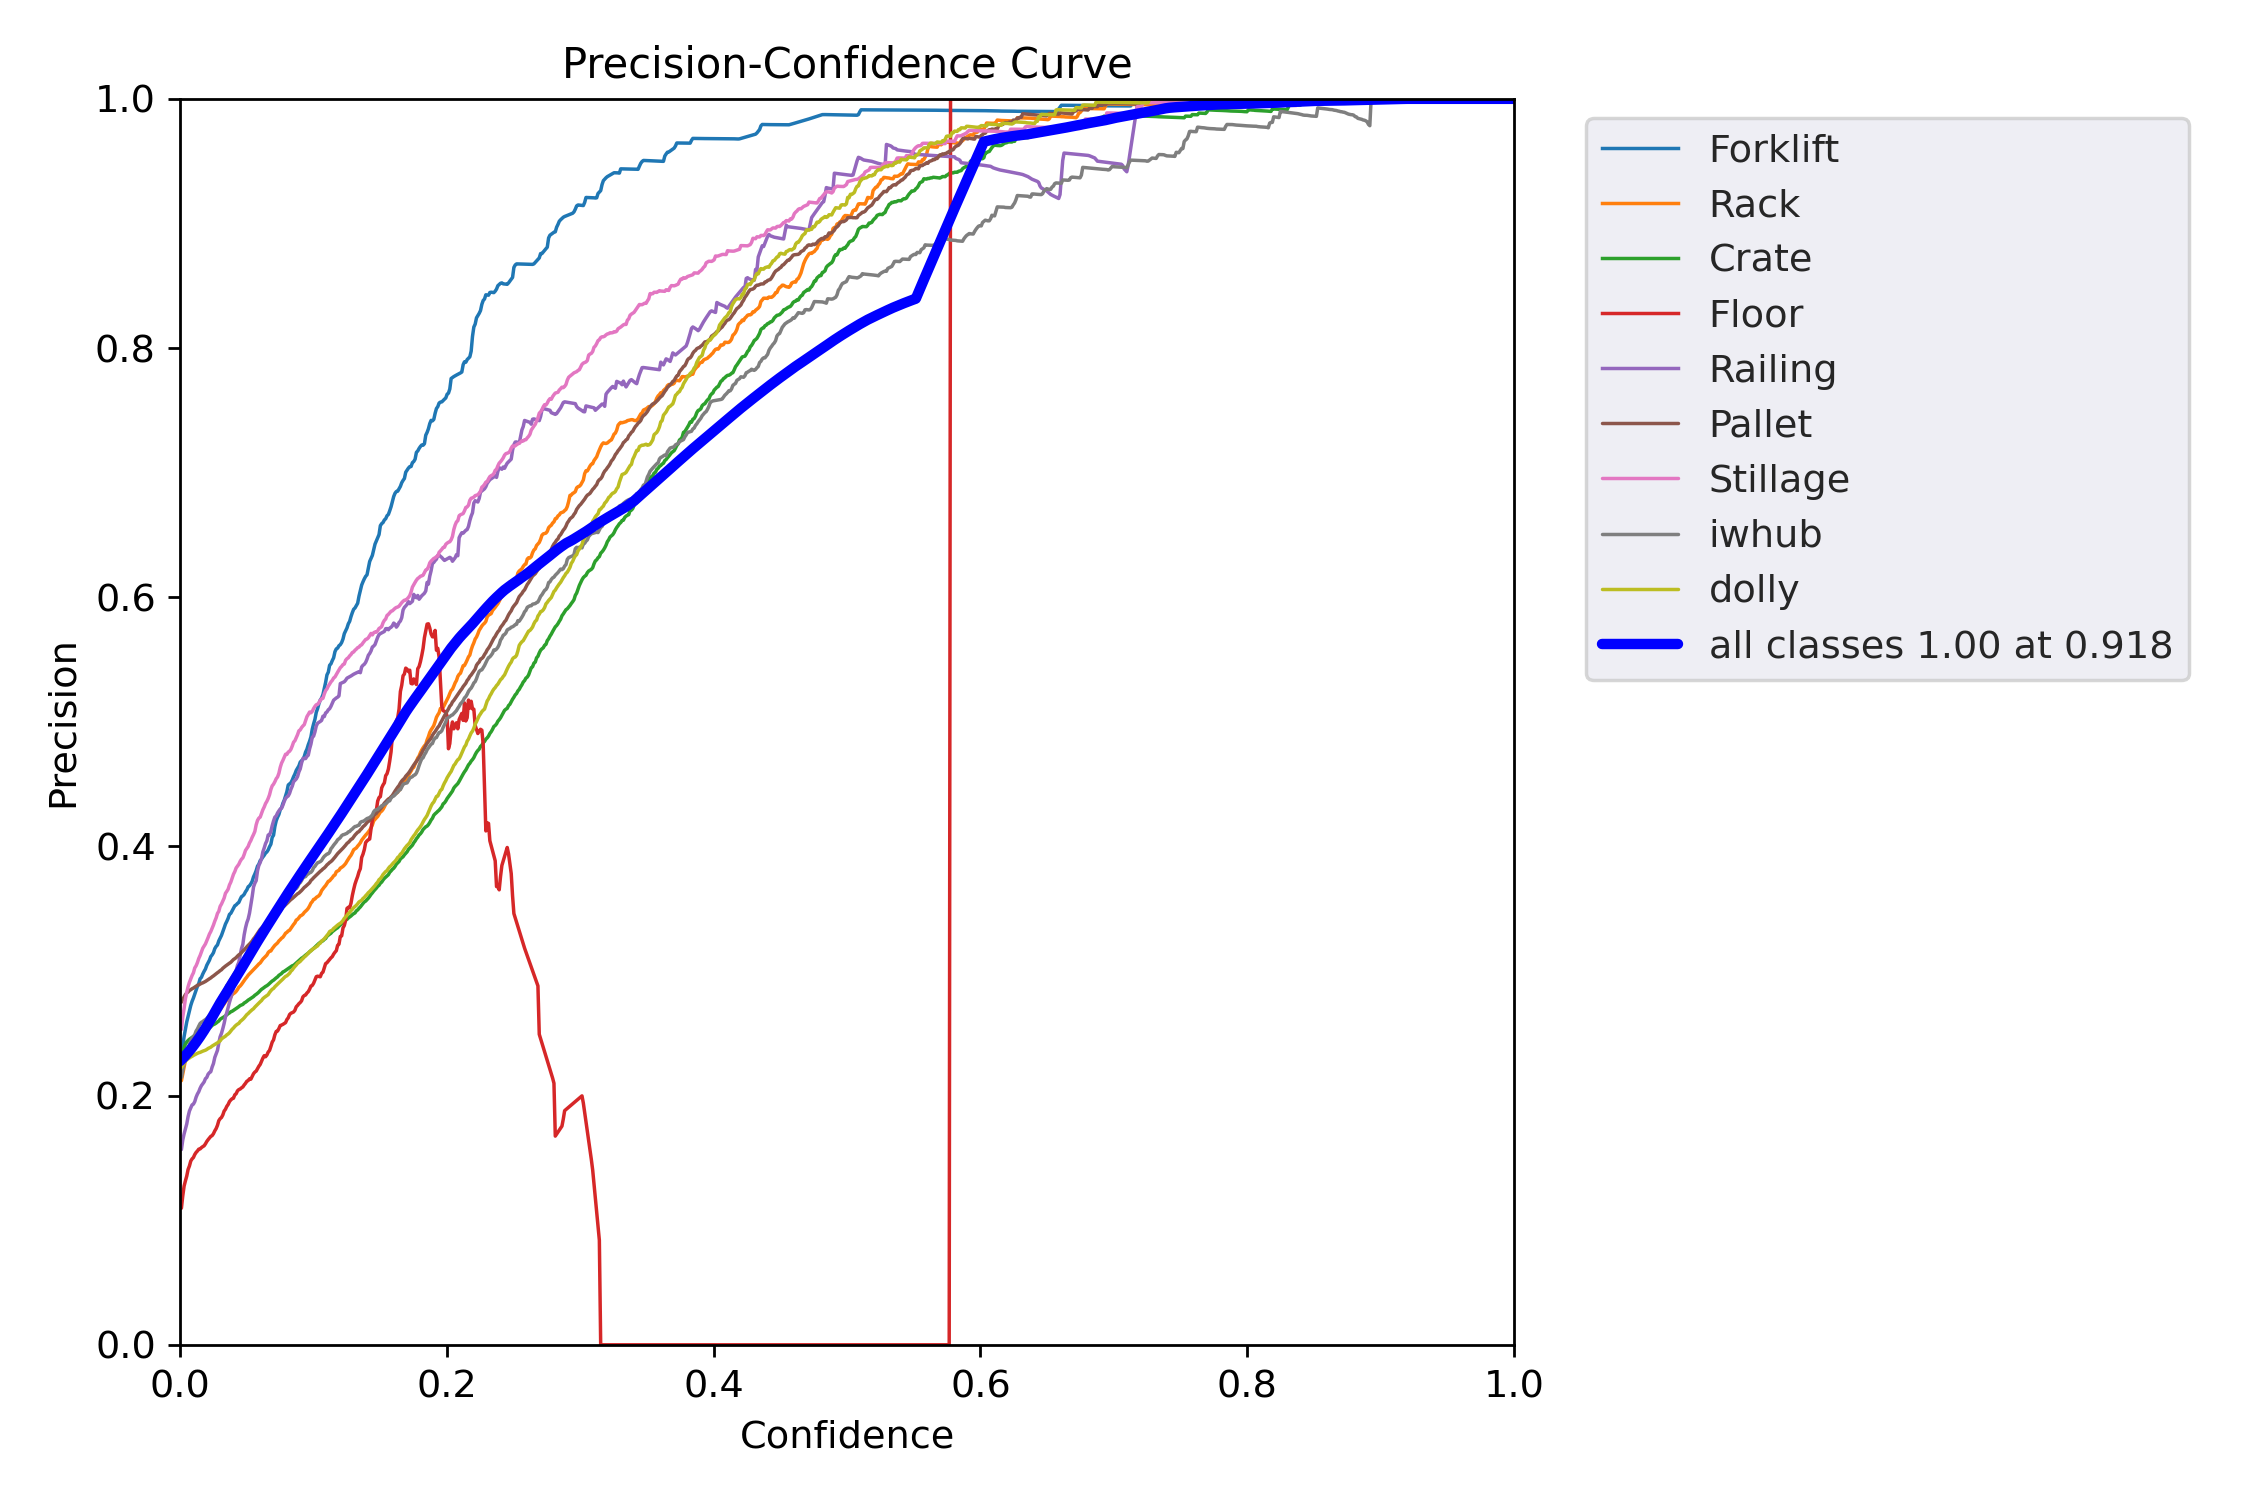 Precision-Confidence Curve
1.0
0.8
0.6
0.4
0.2
0.0
Precision
0.0 0.2 0.4 0.6 0.8 1.0
Confidence
Forklift
Rack
Crate
Floor
Railing
Pallet
Stillage
iwhub
dolly
all classes 1.00 at 0.918